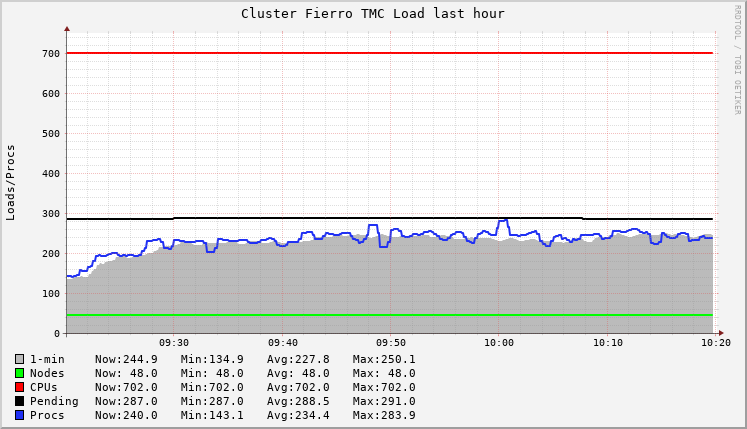 Cluster Fierro TMC Load last hour
RRDTOOL / TOBI OETIKER
Loads/Procs
700
600
500
400
300
200
100
0
09:30 09:40 09:50 10:00 10:10 10:20
1-min Now:244.9 Min:134.9 Avg:227.8 Max:250.1
Nodes Now: 48.0 Min: 48.0 Avg: 48.0 Max: 48.0
CPUs Now:702.0 Min:702.0 Avg:702.0 Max:702.0
Pending Now:287.0 Min:287.0 Avg:288.5 Max:291.0
Procs Now:240.0 Min:143.1 Avg:234.4 Max:283.9